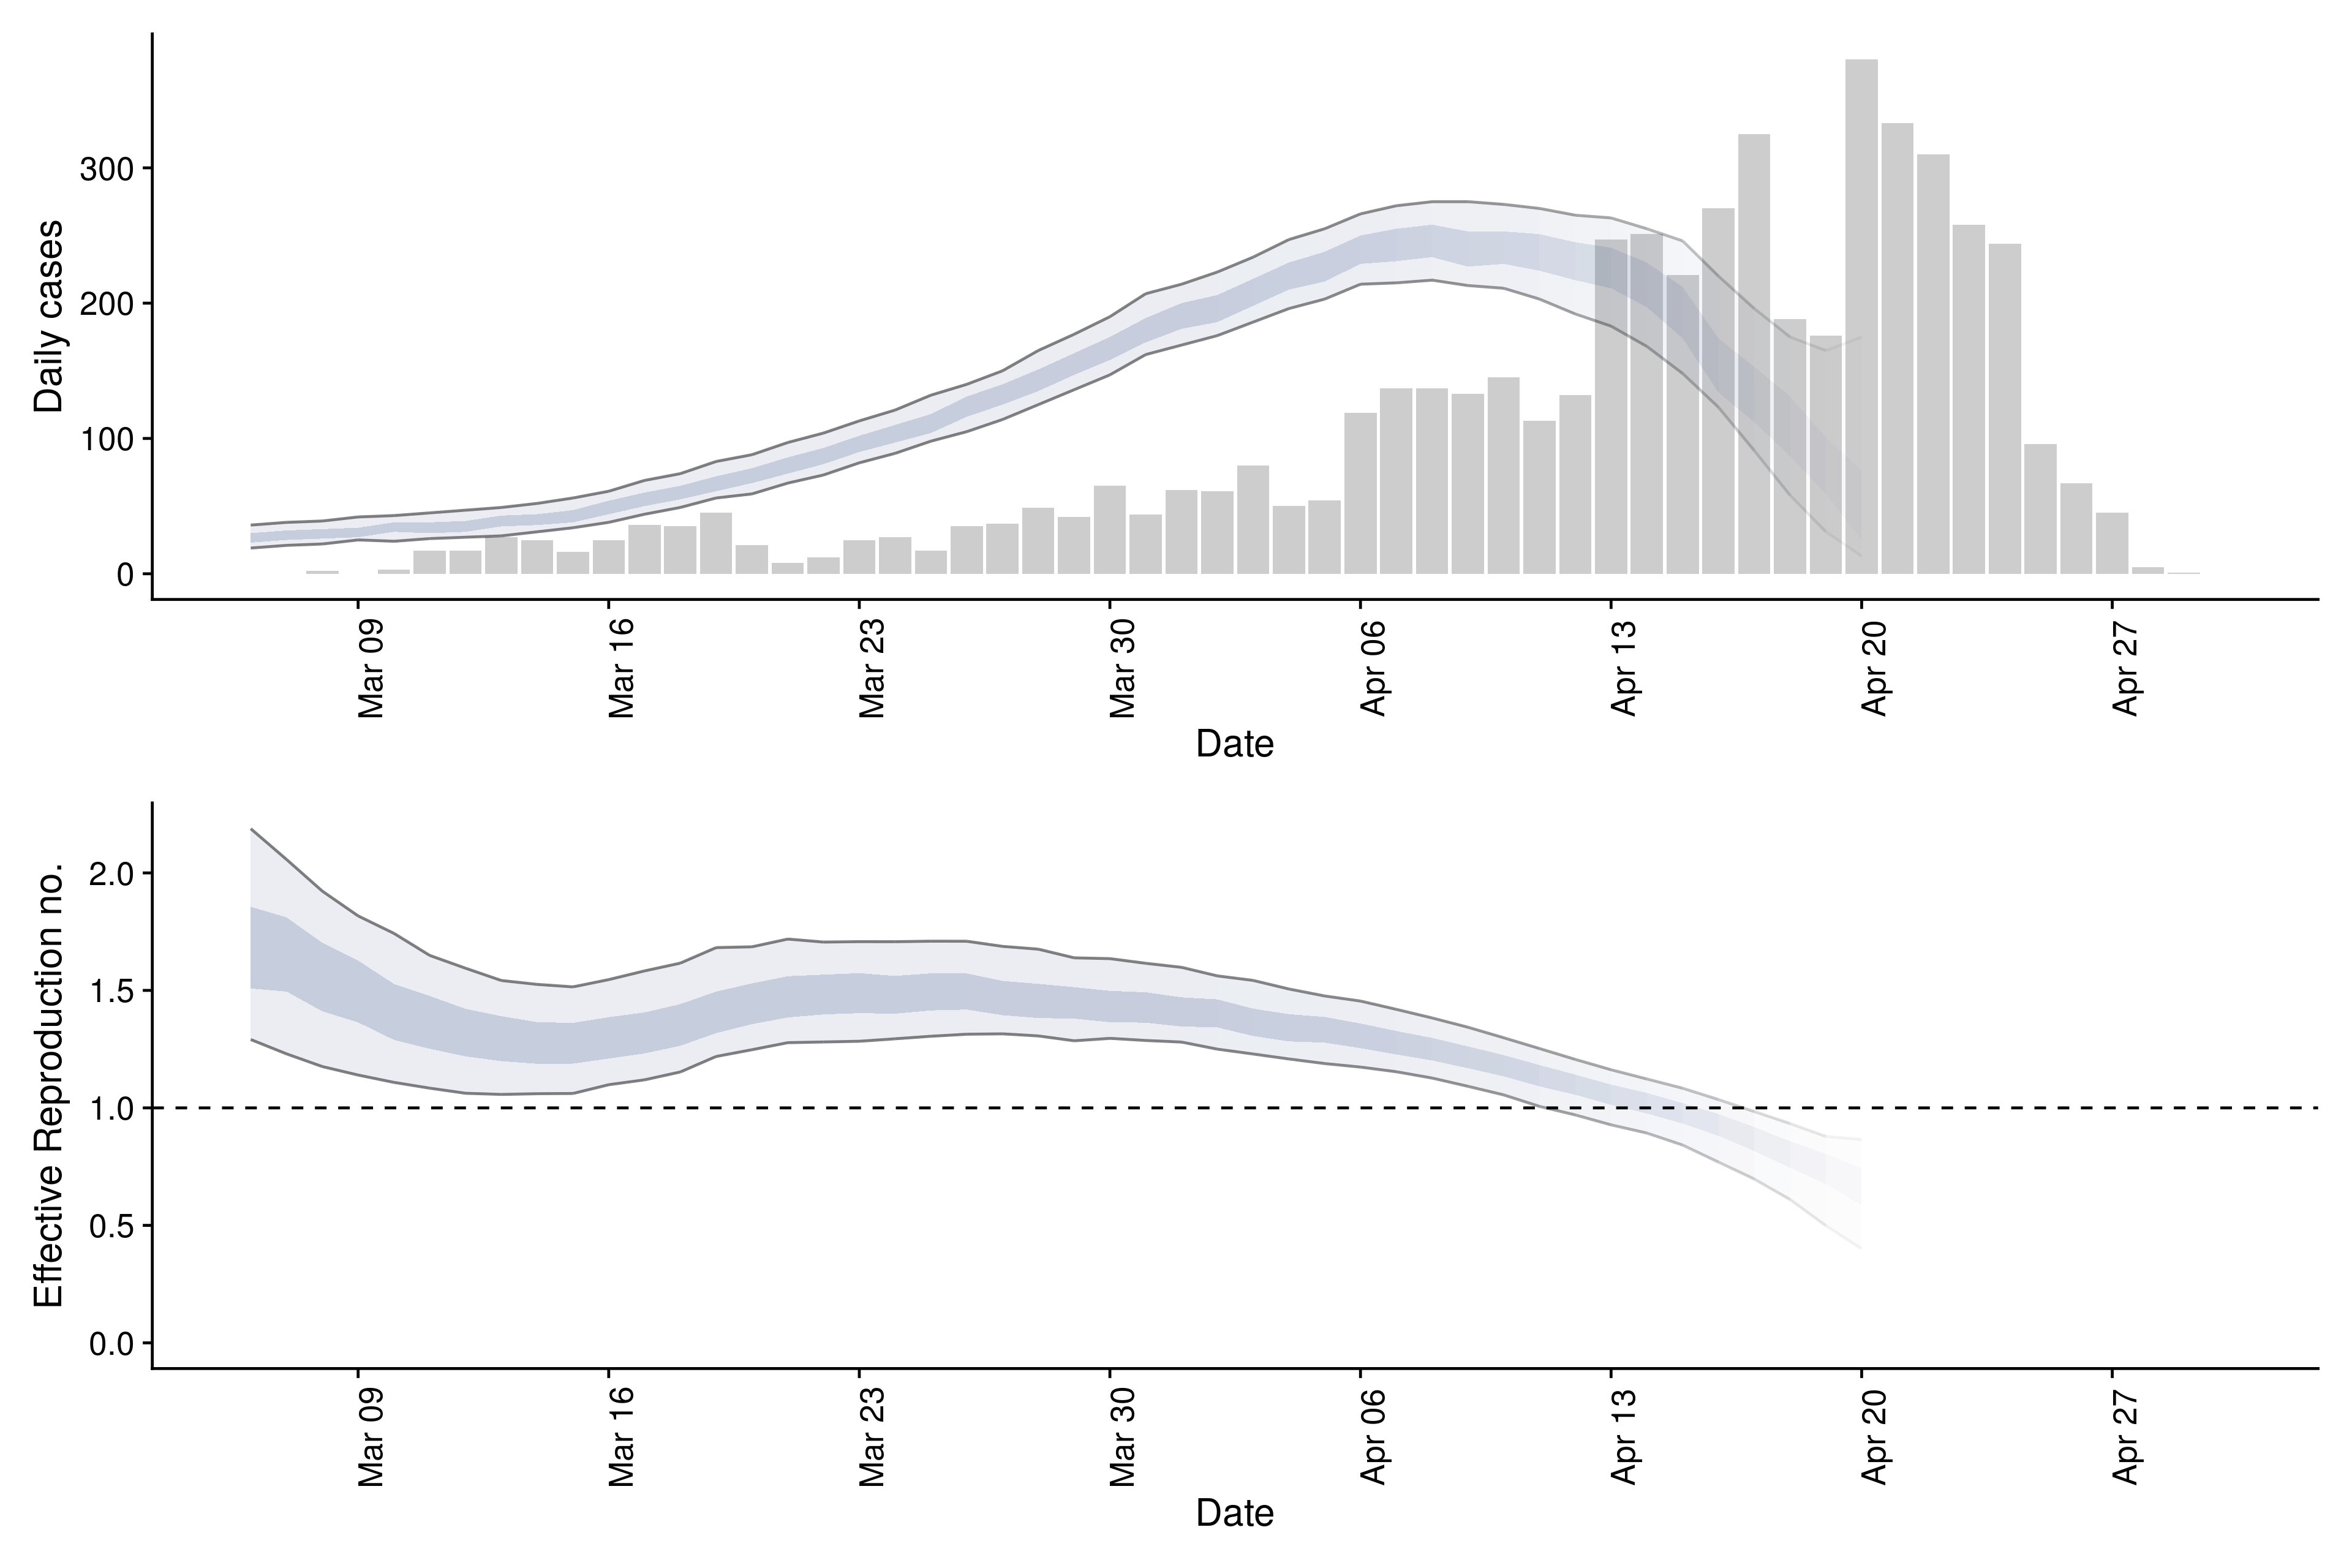 Daily cases
300
200
100
0
Mar 09
Mar 16
Mar 23
Mar 30
Apr 06
Apr 13
Apr 20
Apr 27
Date
Effective Reproduction no.
2.0
1.5
1.0
0.5
0.0
Mar 09
Mar 16
Mar 23
Mar 30
Apr 06
Apr 13
Apr 20
Apr 27
Date